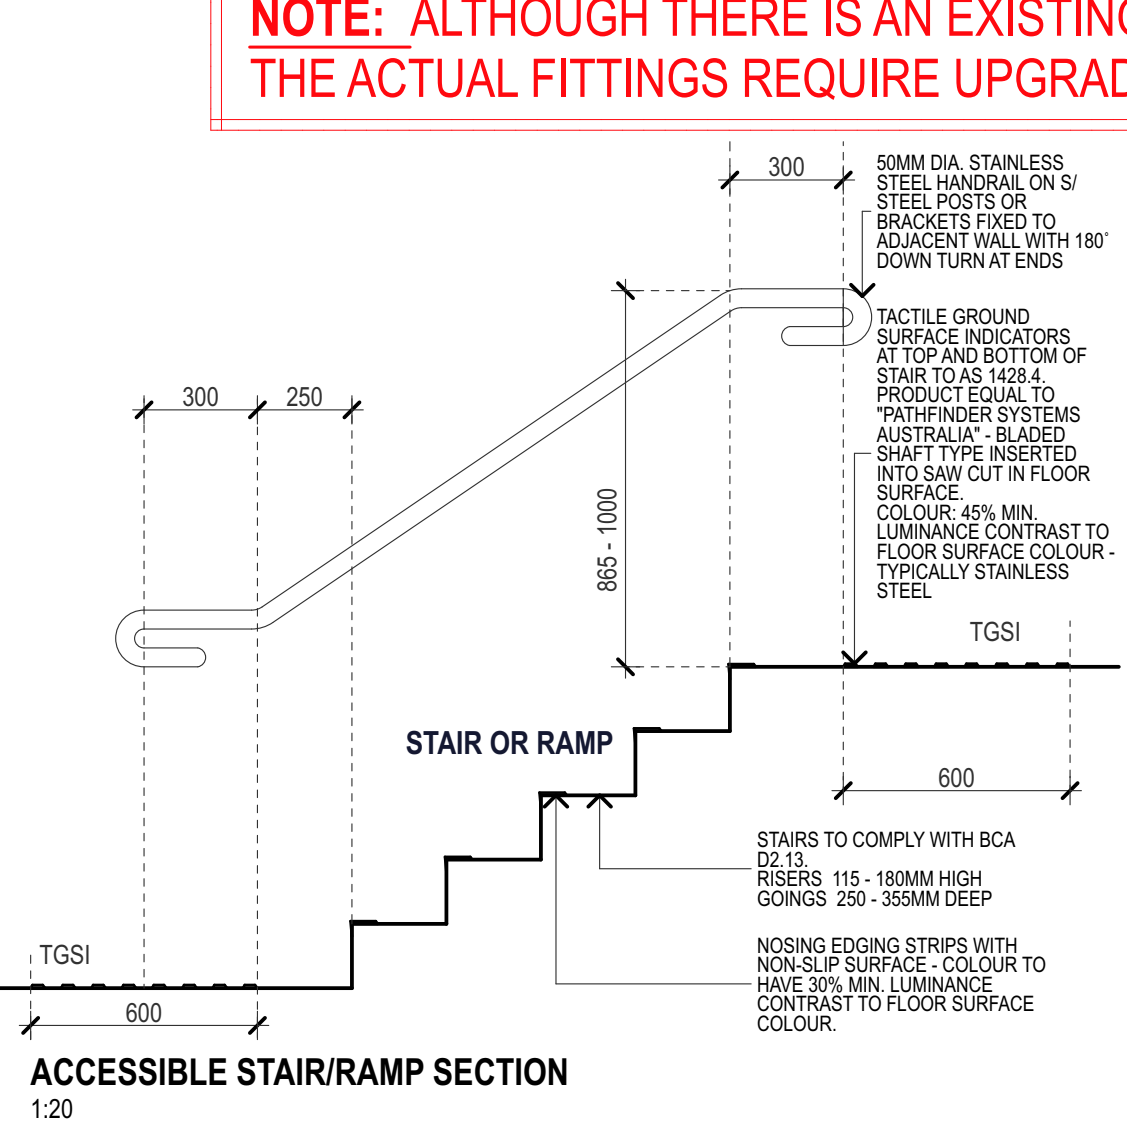 NOTE: ALTHOUGH THERE IS AN EXISTING
THE ACTUAL FITTINGS REQUIRE UPGRAD
300
50MM DIA. STAINLESS
STEEL HANDRAIL ON S/
STEEL POSTS OR
BRACKETS FIXED TO
ADJACENT WALL WITH 180°
DOWN TURN AT ENDS
TACTILE GROUND
SURFACE INDICATORS
AT TOP AND BOTTOM OF
STAIR TO AS 1428.4.
PRODUCT EQUAL TO
"PATHFINDER SYSTEMS
AUSTRALIA" - BLADED
SHAFT TYPE INSERTED
INTO SAW CUT IN FLOOR
SURFACE.
COLOUR: 45% MIN.
LUMINANCE CONTRAST TO
FLOOR SURFACE COLOUR -
TYPICALLY STAINLESS
STEEL
300 250
865 - 1000
TGSI
STAIR OR RAMP
600
STAIRS TO COMPLY WITH BCA
D2.13.
RISERS 115 - 180MM HIGH
GOINGS 250 - 355MM DEEP
NOSING EDGING STRIPS WITH
NON-SLIP SURFACE - COLOUR TO
HAVE 30% MIN. LUMINANCE
CONTRAST TO FLOOR SURFACE
COLOUR.
TGSI
600
ACCESSIBLE STAIR/RAMP SECTION
1:20